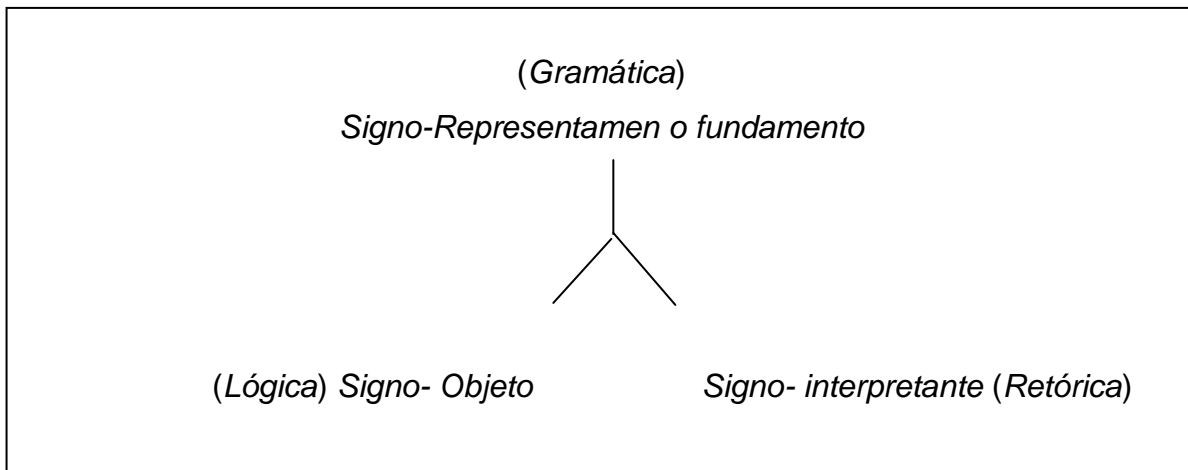 (Gramática)
Signo-Representamen o fundamento
(Lógica) Signo- Objeto
Signo- interpretante (Retórica)